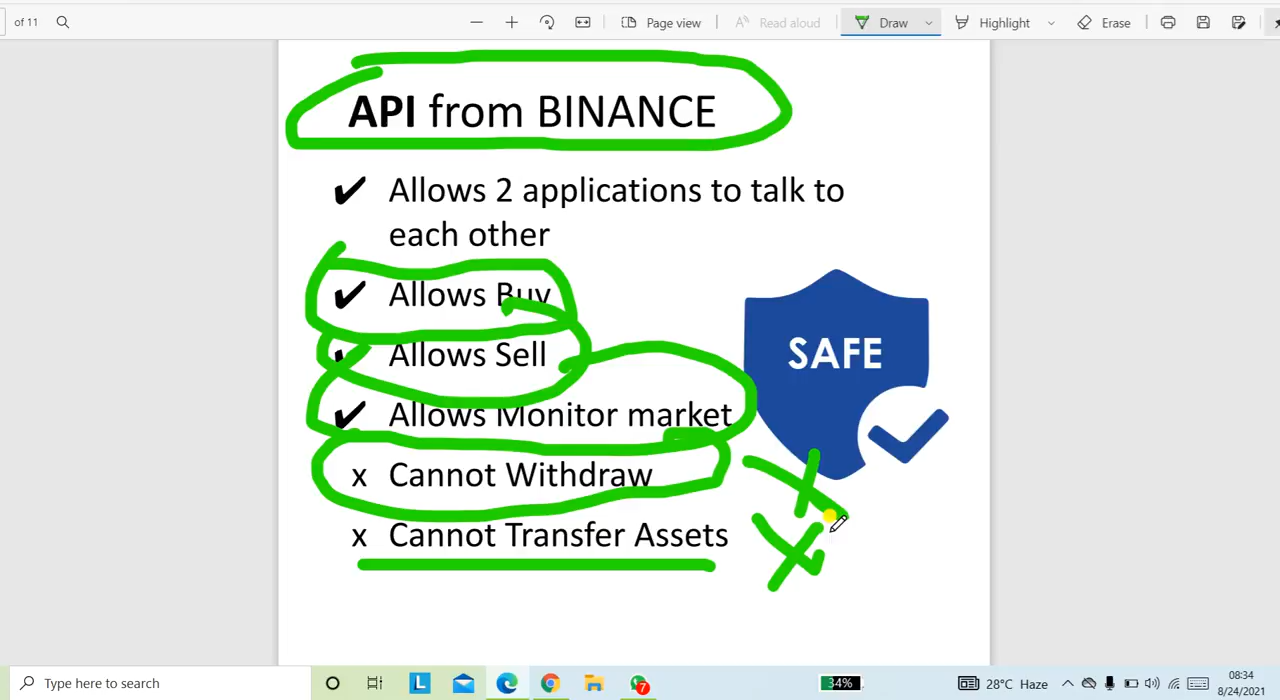 of 11
Page view
Read aloud
Draw
Highlight
Erase
API from BINANCE
✔ Allows 2 applications to talk to
each other
✔ Allows Buy
✔ Allows Sell
✔ Allows Monitor market
x Cannot Withdraw
x Cannot Transfer Assets
SAFE
Type here to search
L
7
34%
28°C Haze
08:34
8/24/2021